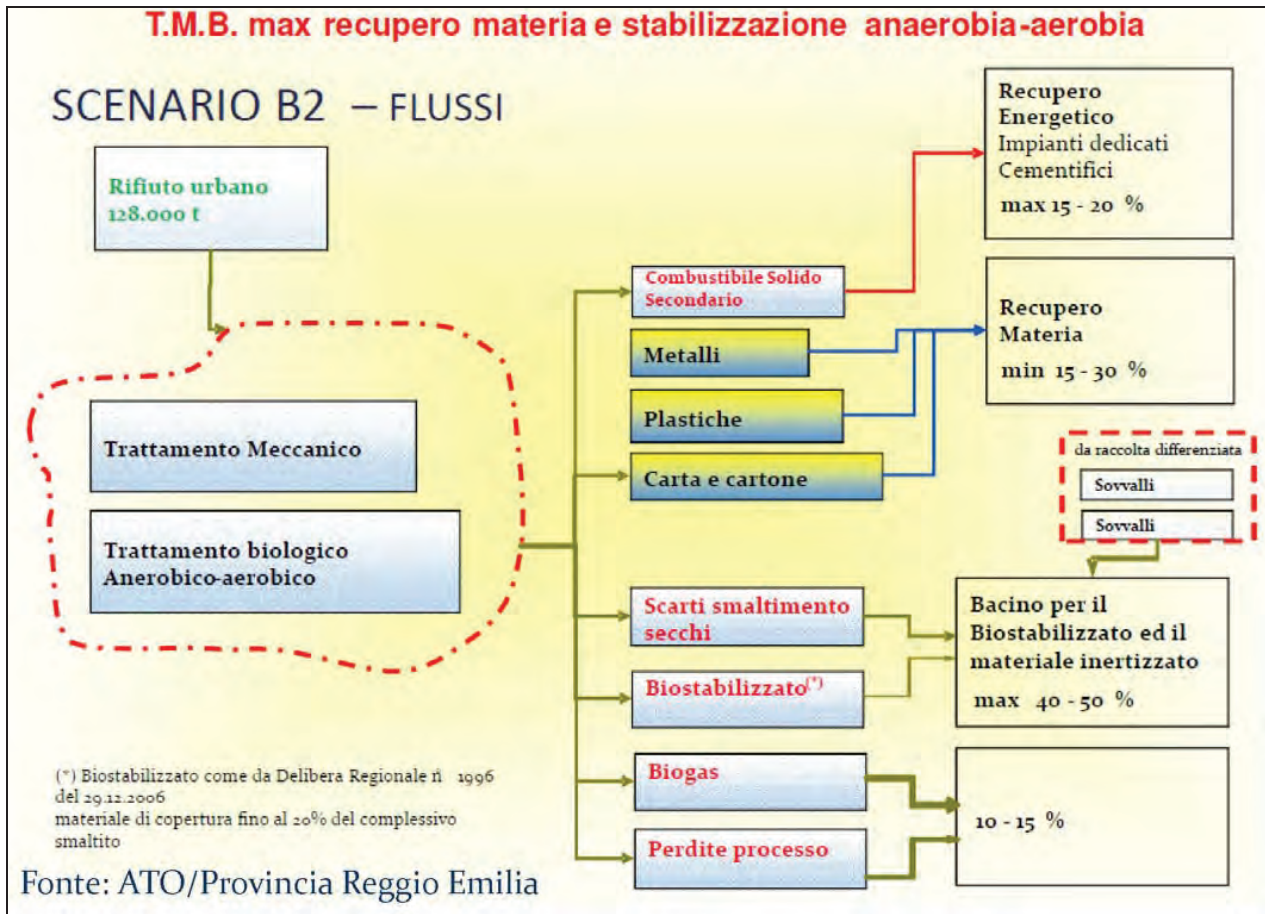 T.M.B. max recupero materia e stabilizzazione anaerobia-aerobia
SCENARIO B2 – FLUSSI
Rifiuto urbano
128.000 t
Trattamento Meccanico
Trattamento biologico
Anerobico-aerobico
Combustibile Solido
Secondario
Metalli
Plastiche
Carta e cartone
Scarti smaltimento
secchi
Biostabilizzato(*)
Biogas
Perdite processo
Recupero
Energetico
Impianti dedicati
Cementifici
max 15 - 20 %
Recupero
Materia
min 15 - 30 %
da raccolta differenziata
Sovvalli
Sovvalli
Bacino per il
Biostabilizzato ed il
materiale inertizzato
max 40 - 50 %
10 - 15 %
(*) Biostabilizzato come da Delibera Regionale ñ 1996
del 29.12.2006
materiale di copertura fino al 20% del complessivo
smaltito
Fonte: ATO/Provincia Reggio Emilia